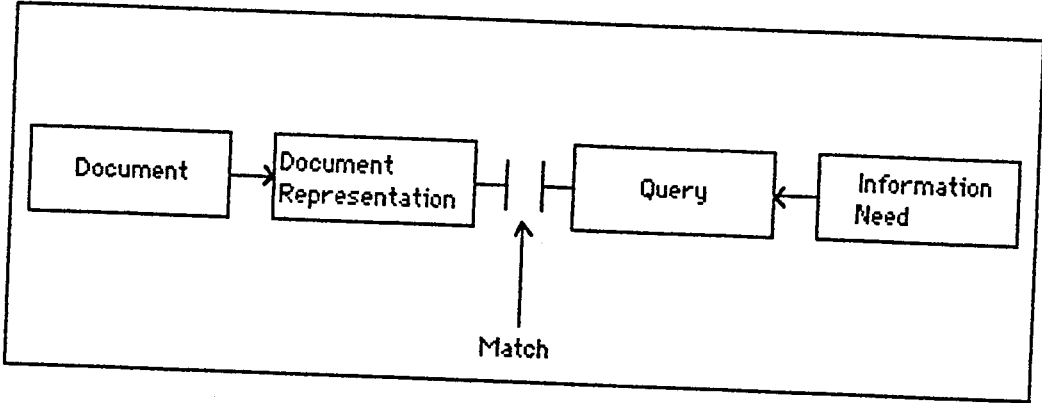 Document
Document
Representation
Query
Information
Need
Match